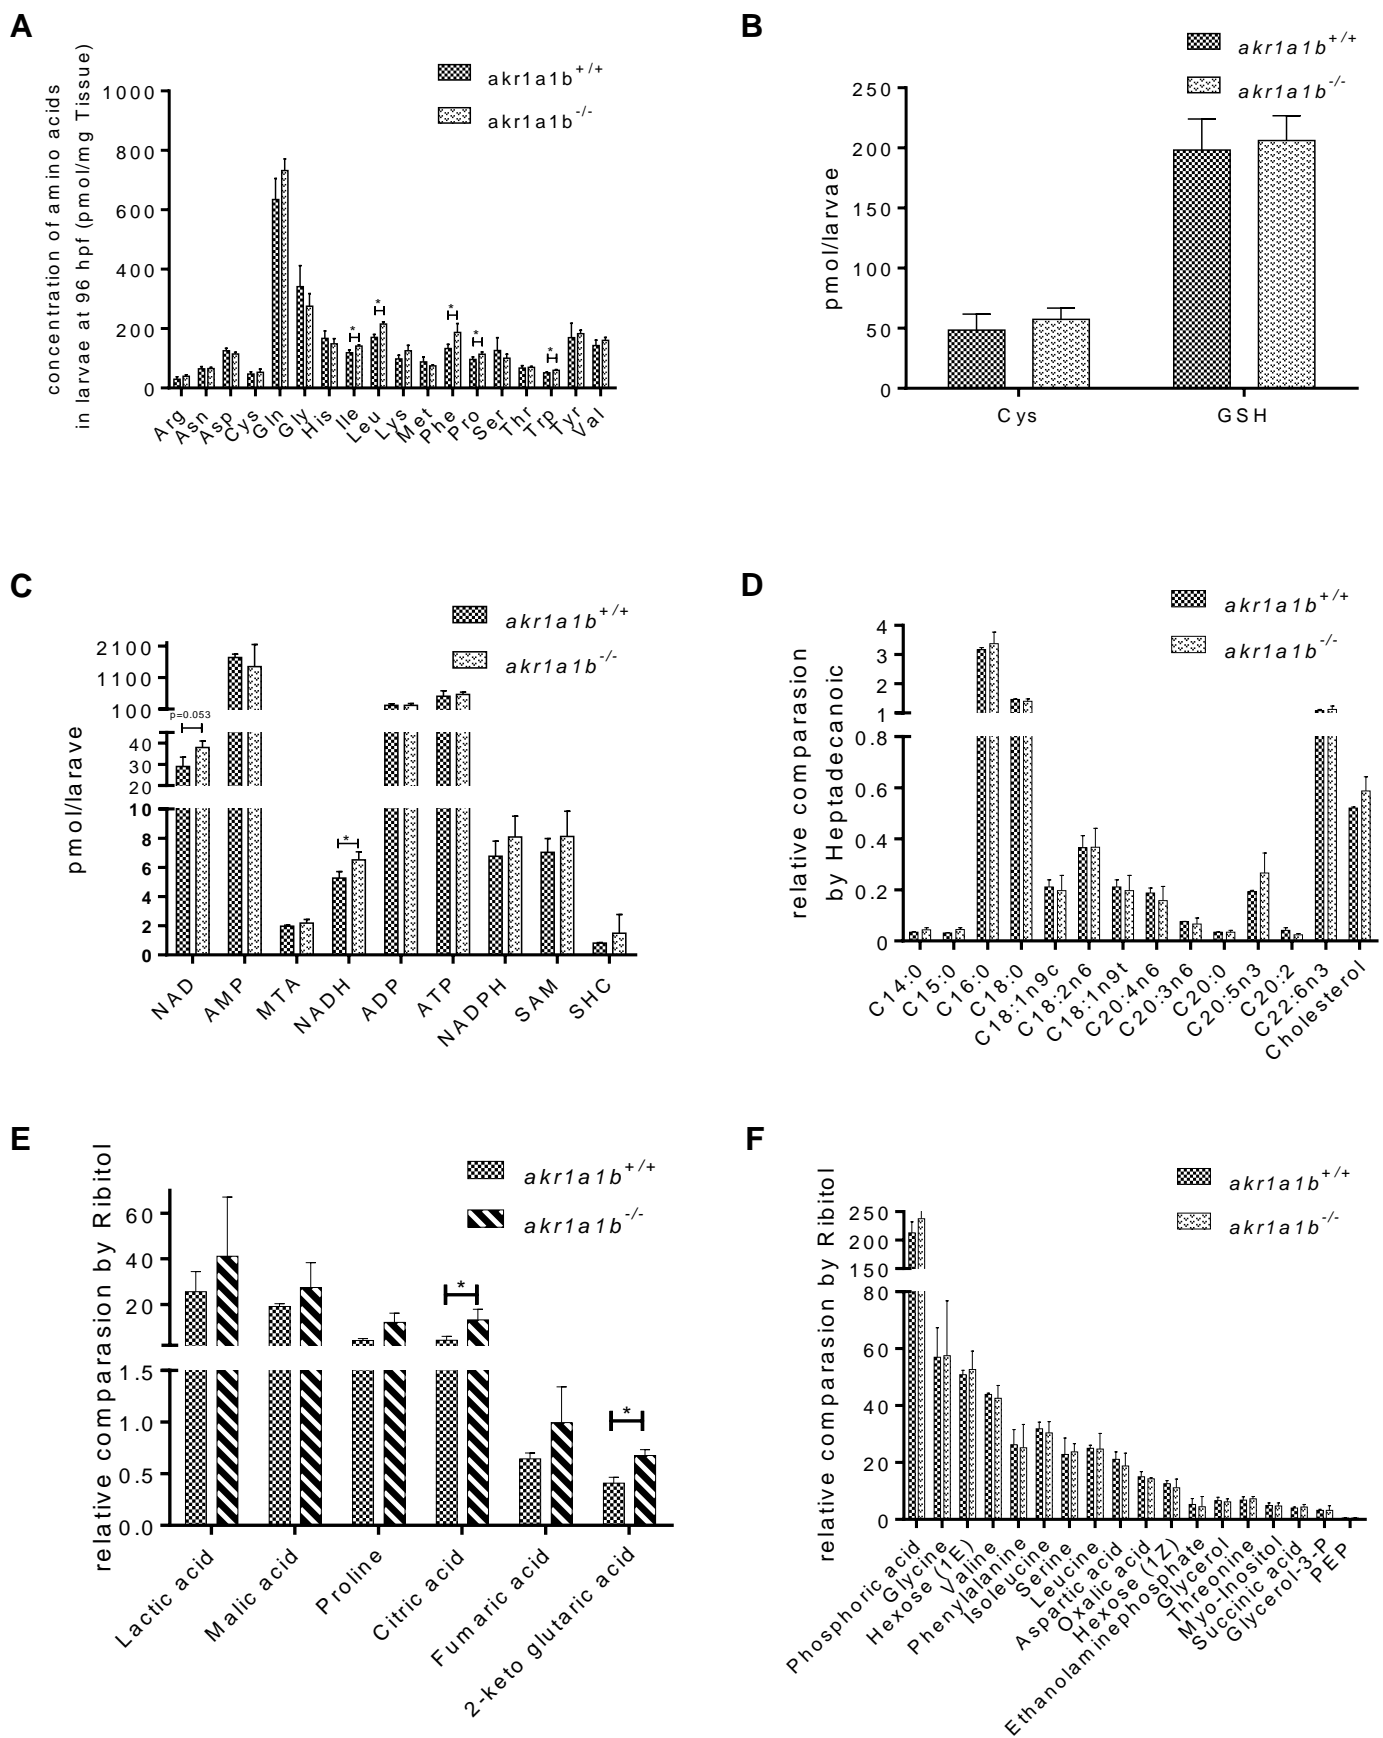 A
akr1a1b+/+
akr1a1b-/-
concentration of amino acids
in larvae at 96 hpf (pmol/mg Tissue)
1000
800
600
400
200
0
*
*
*
*
*
Arg
Asn
Asp
Cys
Gln
Gly
His
Ile
Leu
Lys
Met
Phe
Pro
Ser
Thr
Trp
Tyr
Val
B
akr1a1b+/+
akr1a1b-/-
pmol/larvae
250
200
150
100
50
0
Cys
GSH
C
akr1a1b+/+
akr1a1b-/-
pmol/larave
2100
1100
100
40
30
20
10
8
6
4
2
0
p=0.053
*
NAD
AMP
MTA
NADH
ADP
ATP
NADPH
SAM
SHC
D
akr1a1b+/+
akr1a1b-/-
relative comparasion
by Heptadecanoic
4
3
2
1
0.8
0.6
0.4
0.2
0
C14:0
C15:0
C16:0
C18:0
C18:1n9c
C18:2n6
C18:1n9t
C20:4n6
C20:3n6
C20:0
C20:5n3
C20:2
C22:6n3
Cholesterol
E
akr1a1b+/+
akr1a1b-/-
relative comparasion by Ribitol
60
40
20
1.5
1.0
0.5
0.0
*
*
Lactic acid
Malic acid
Proline
Citric acid
Fumaric acid
2-keto glutaric acid
F
akr1a1b+/+
akr1a1b-/-
relative comparasion by Ribitol
250
200
150
80
60
40
20
0
Phosphoric acid
Glycine
Hexose (1E)
Valine
Phenylalanine
Isoleucine
Serine
Leucine
Aspartic acid
Oxalic acid
Hexose (1Z)
Ethanolaminephosphate
Glycerol
Threonine
Myo-Inositol
Succinic acid
Glycerol-3-P
PEP